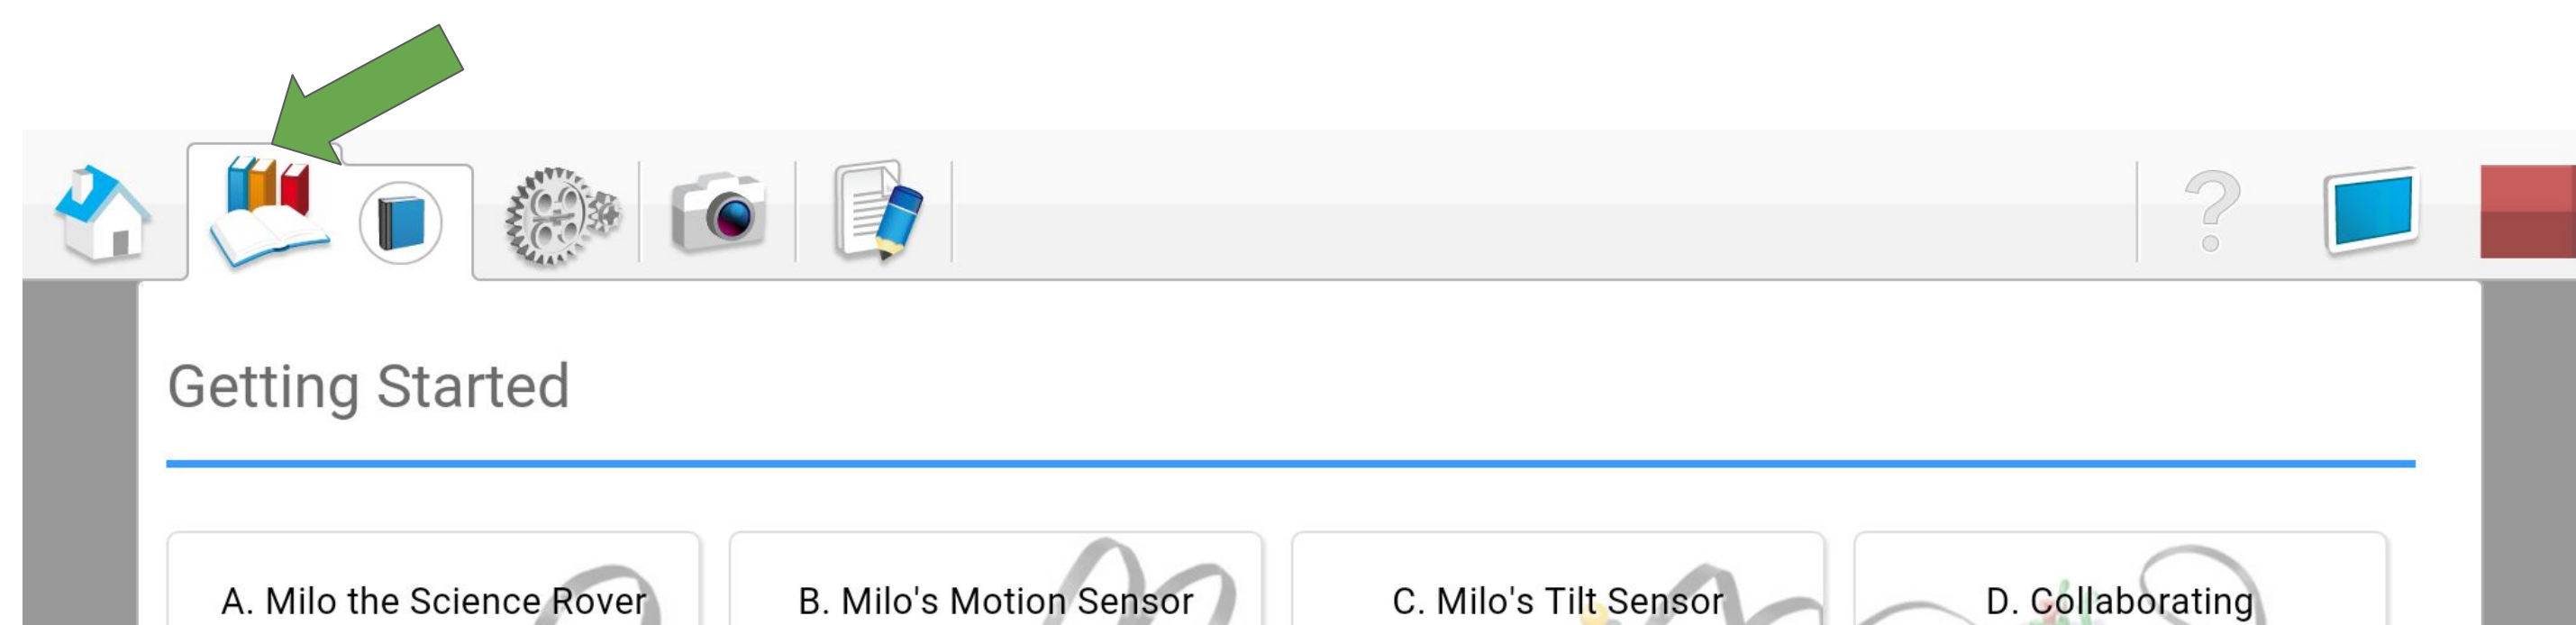 Getting Started
A. Milo the Science Rover
B. Milo's Motion Sensor
C. Milo's Tilt Sensor
D. Collaborating